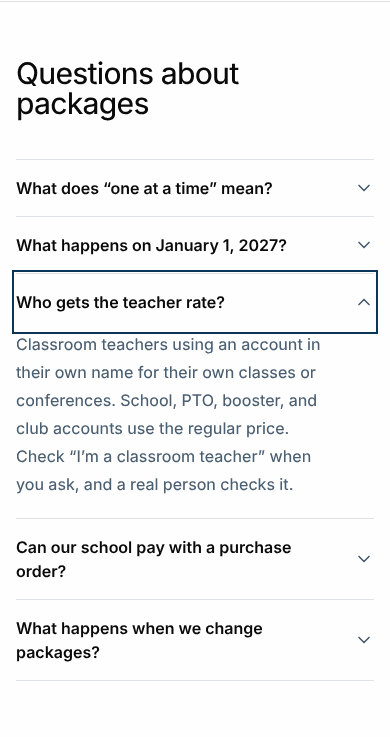 Questions about
packages
What does “one at a time” mean?
What happens on January 1, 2027?
Who gets the teacher rate?
Classroom teachers using an account in
their own name for their own classes or
conferences. School, PTO, booster, and
club accounts use the regular price.
Check “I’m a classroom teacher” when
you ask, and a real person checks it.
Can our school pay with a purchase
order?
What happens when we change
packages?